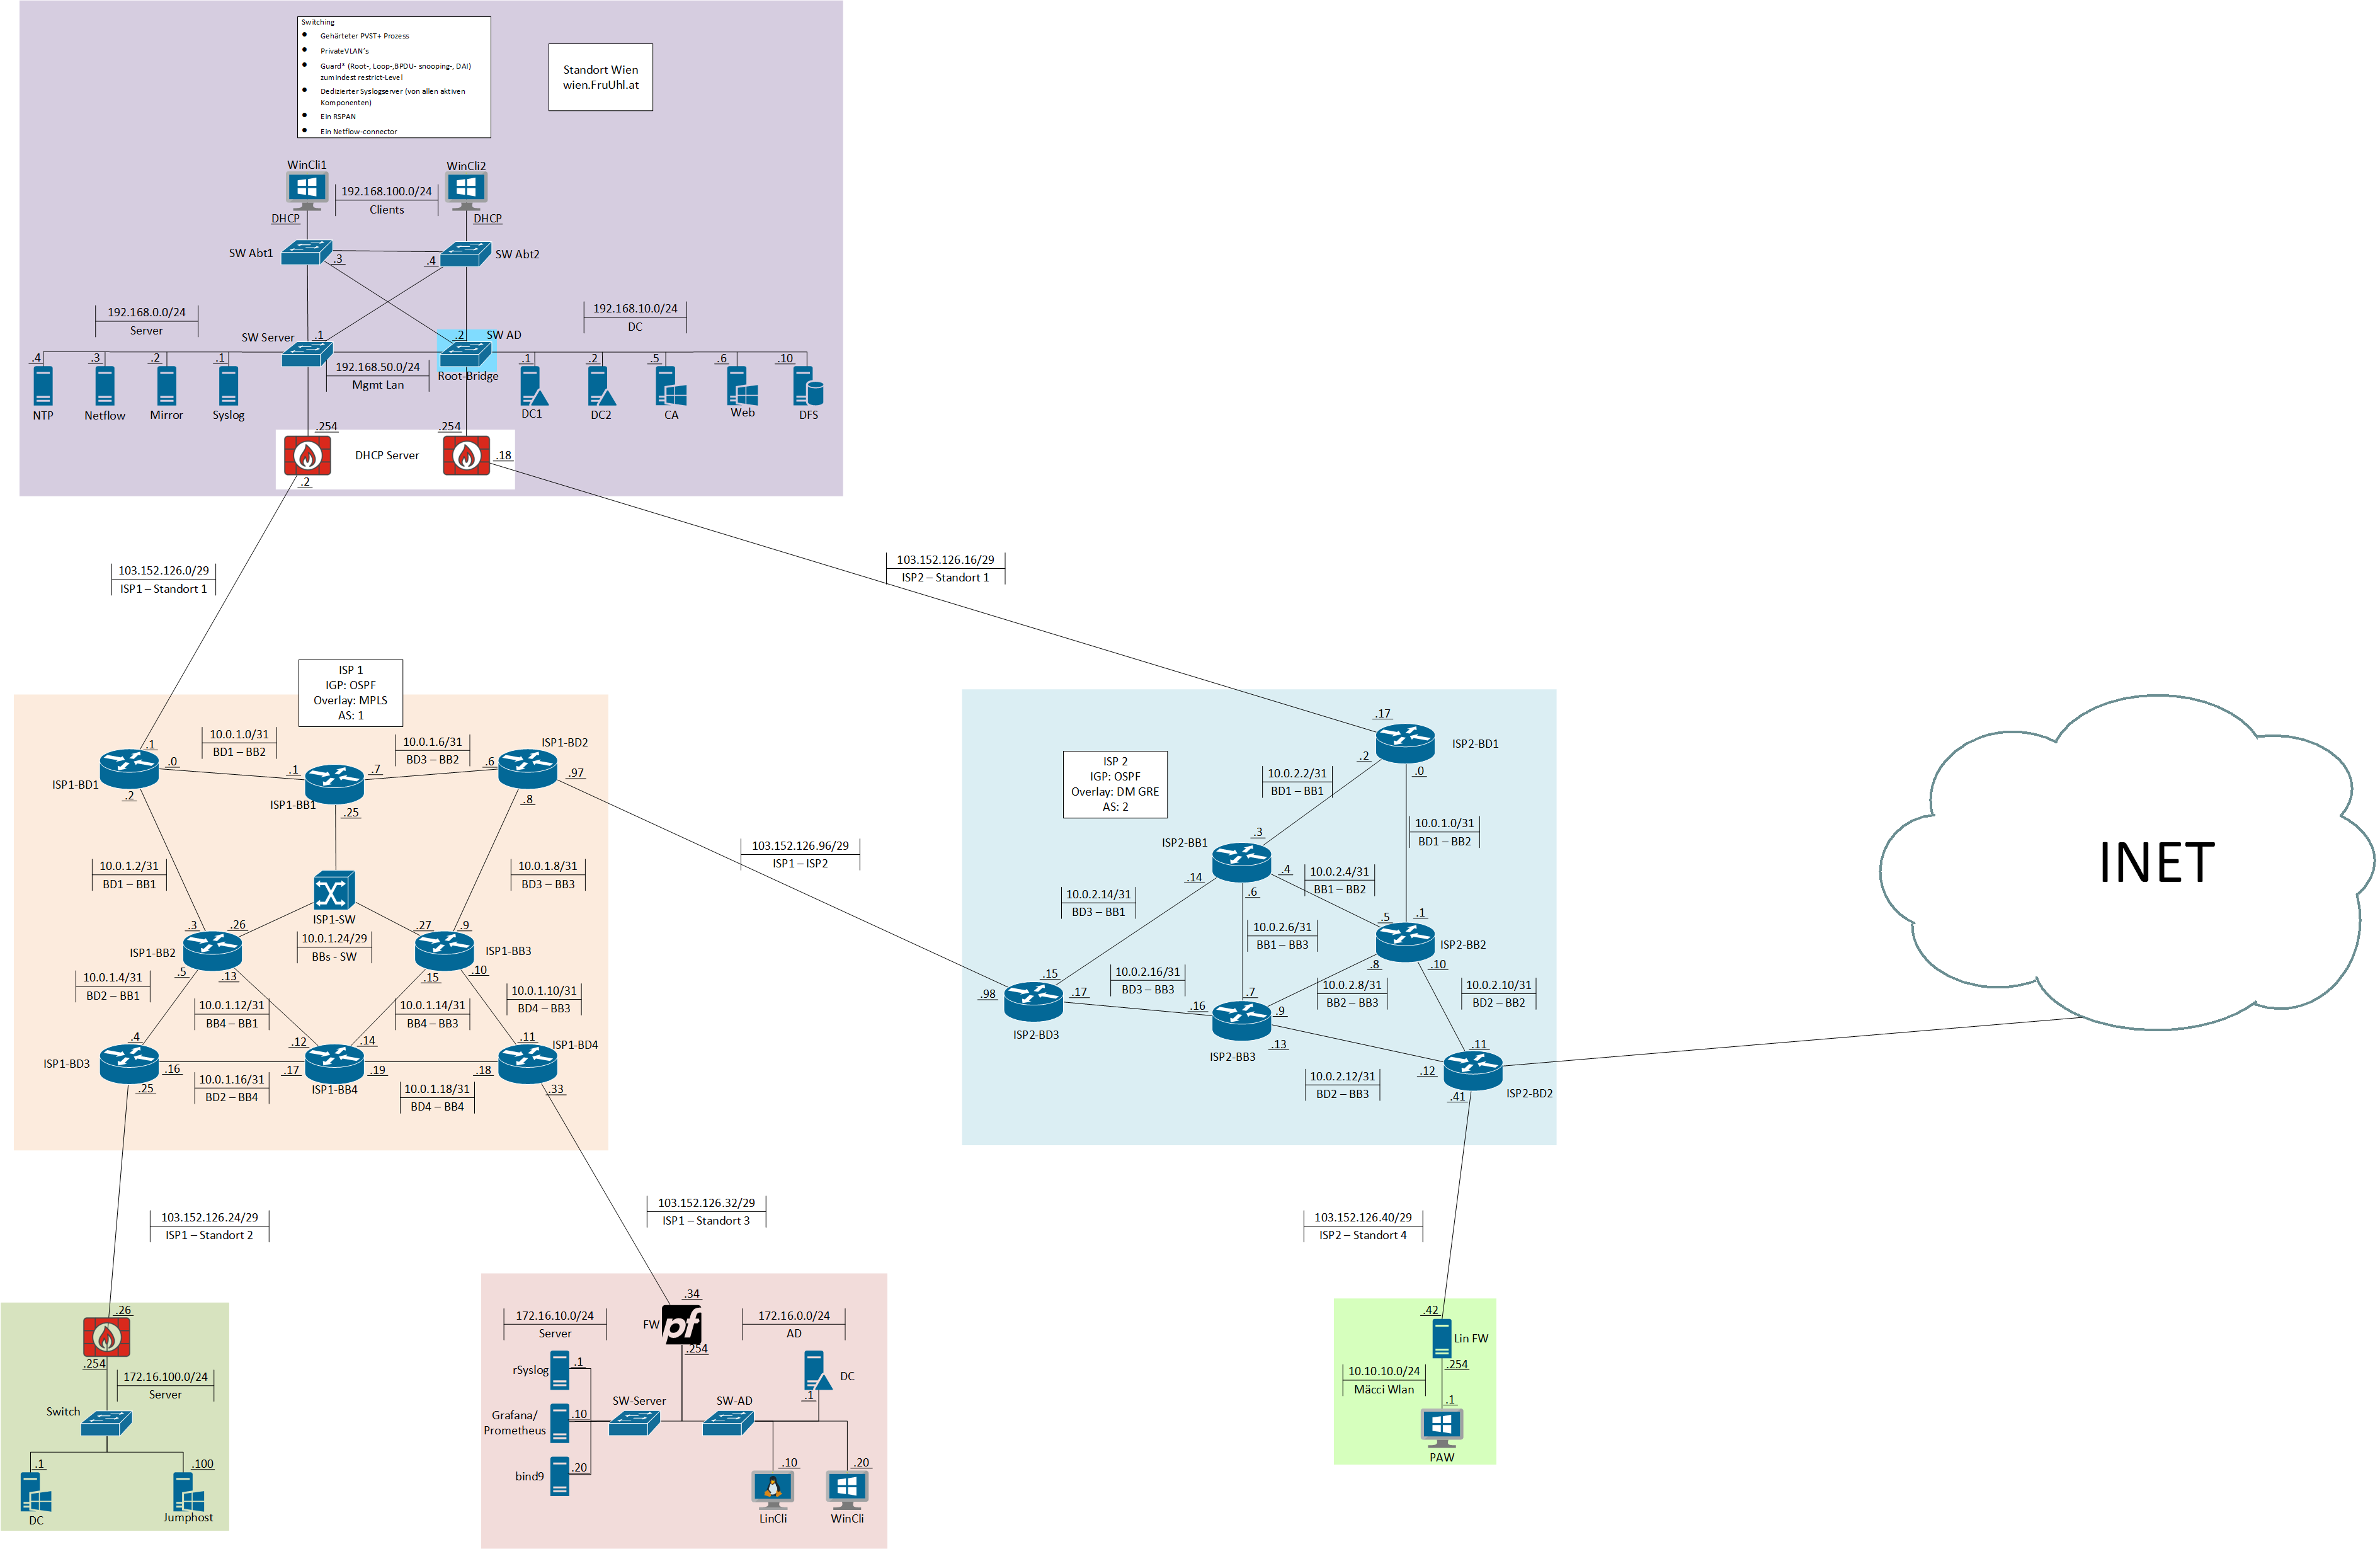 Switching
Gehärteter PVST+ Prozess
PrivateVLAN´s
Guard* (Root-, Loop-,BPDU- snooping-, DAI)
zumindest restrict-Level
Dedizierter Syslogserver (von allen aktiven
Komponenten)
Ein RSPAN
Ein Netflow-connector
Standort Wien
wien.FruUhl.at
WinCli1
WinCli2
192.168.100.0/24
Clients
DHCP
DHCP
SW Abt1
.3
.4
SW Abt2
192.168.0.0/24
Server
192.168.10.0/24
DC
SW Server
.1
.2
SW AD
.4
.3
.2
.1
192.168.50.0/24
Mgmt Lan
Root-Bridge
.1
.2
.5
.6
.10
NTP
Netflow
Mirror
Syslog
DC1
DC2
CA
Web
DFS
.254
.254
DHCP Server
.18
.2
103.152.126.0/29
ISP1 – Standort 1
103.152.126.16/29
ISP2 – Standort 1
ISP 1
IGP: OSPF
Overlay: MPLS
AS: 1
10.0.1.0/31
BD1 – BB2
10.0.1.6/31
BD3 – BB2
ISP1-BD2
.1
.0
.1
.7
.6
.97
ISP1-BD1
.2
ISP1-BB1
.25
.8
10.0.1.2/31
BD1 – BB1
10.0.1.8/31
BD3 – BB3
ISP1-SW
.3
.26
.27
.9
10.0.1.24/29
BBs - SW
ISP1-BB2
ISP1-BB3
.5
.13
.15
.10
10.0.1.4/31
BD2 – BB1
10.0.1.12/31
BB4 – BB1
10.0.1.14/31
BB4 – BB3
10.0.1.10/31
BD4 – BB3
.4
.12
.14
.11
ISP1-BD4
ISP1-BD3
.16
.17
.19
.18
.25
10.0.1.16/31
BD2 – BB4
ISP1-BB4
10.0.1.18/31
BD4 – BB4
.33
103.152.126.96/29
ISP1 – ISP2
ISP 2
IGP: OSPF
Overlay: DM GRE
AS: 2
.17
ISP2-BD1
.2
.0
10.0.2.2/31
BD1 – BB1
10.0.1.0/31
BD1 – BB2
ISP2-BB1
.3
.14
.4
.6
10.0.2.4/31
BB1 – BB2
10.0.2.14/31
BD3 – BB1
.5
.1
10.0.2.6/31
BB1 – BB3
ISP2-BB2
.8
.10
.15
10.0.2.16/31
BD3 – BB3
10.0.2.8/31
BB2 – BB3
10.0.2.10/31
BD2 – BB2
.98
.17
.16
.7
.9
ISP2-BD3
ISP2-BB3
.13
.11
.12
10.0.2.12/31
BD2 – BB3
ISP2-BD2
.41
INET
103.152.126.24/29
ISP1 – Standort 2
103.152.126.32/29
ISP1 – Standort 3
103.152.126.40/29
ISP2 – Standort 4
.26
.254
172.16.100.0/24
Server
Switch
.1
.100
DC
Jumphost
.34
172.16.10.0/24
Server
FW
pf
172.16.0.0/24
AD
.254
rSyslog
.1
DC
.1
SW-Server
SW-AD
Grafana/
Prometheus
.10
bind9
.20
.10
.20
LinCli
WinCli
.42
Lin FW
.254
10.10.10.0/24
Mäcci Wlan
.1
PAW